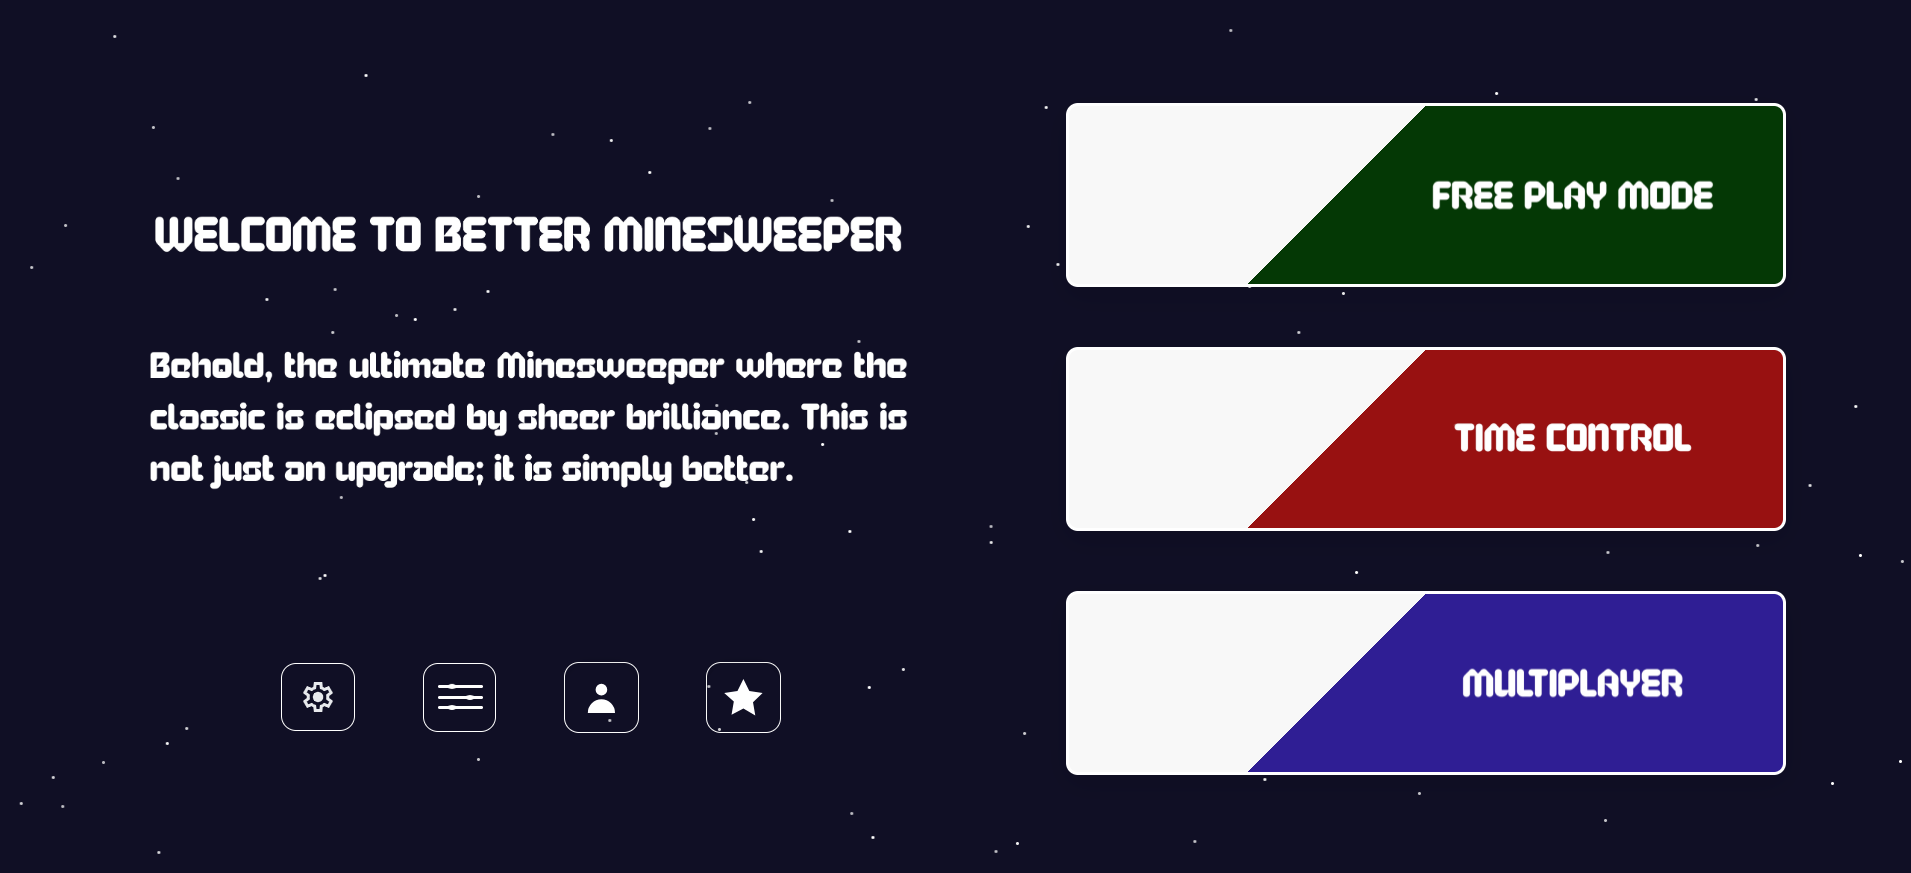 WELCOME TO BETTER MINESWEEPER
Behold, the ultimate Minesweeper where the
classic is eclipsed by sheer brilliance. This is
not just an upgrade; it is simply better.
FREE PLAY MODE
TIME CONTROL
MULTIPLAYER